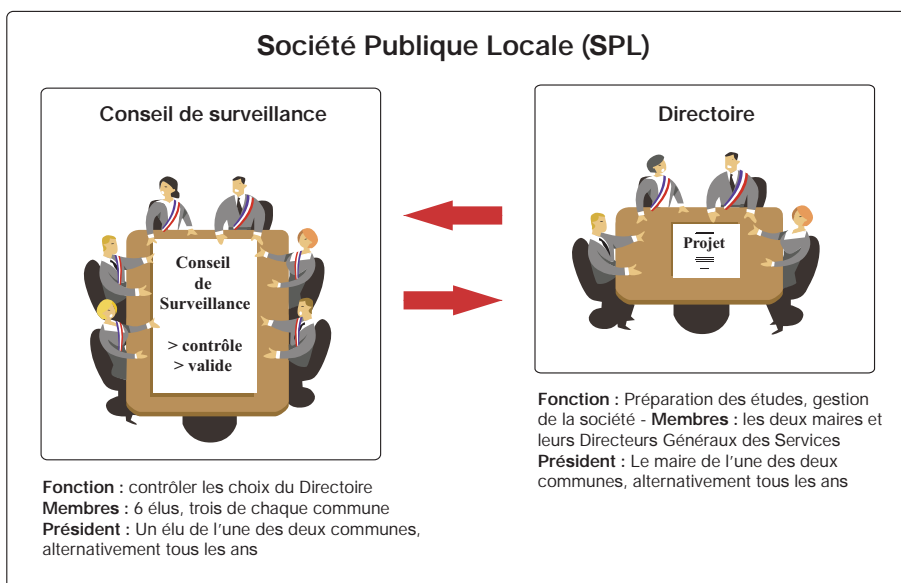 Société Publique Locale (SPL)
Conseil de surveillance
Conseil
de
Surveillance
> contrôle
> valide
Fonction : contrôler les choix du Directoire
Membres : 6 élus, trois de chaque commune
Président : Un élu de l'une des deux communes,
alternativement tous les ans
Directoire
Projet
Fonction : Préparation des études, gestion
de la société - Membres : les deux maires et
leurs Directeurs Généraux des Services
Président : Le maire de l'une des deux
communes, alternativement tous les ans